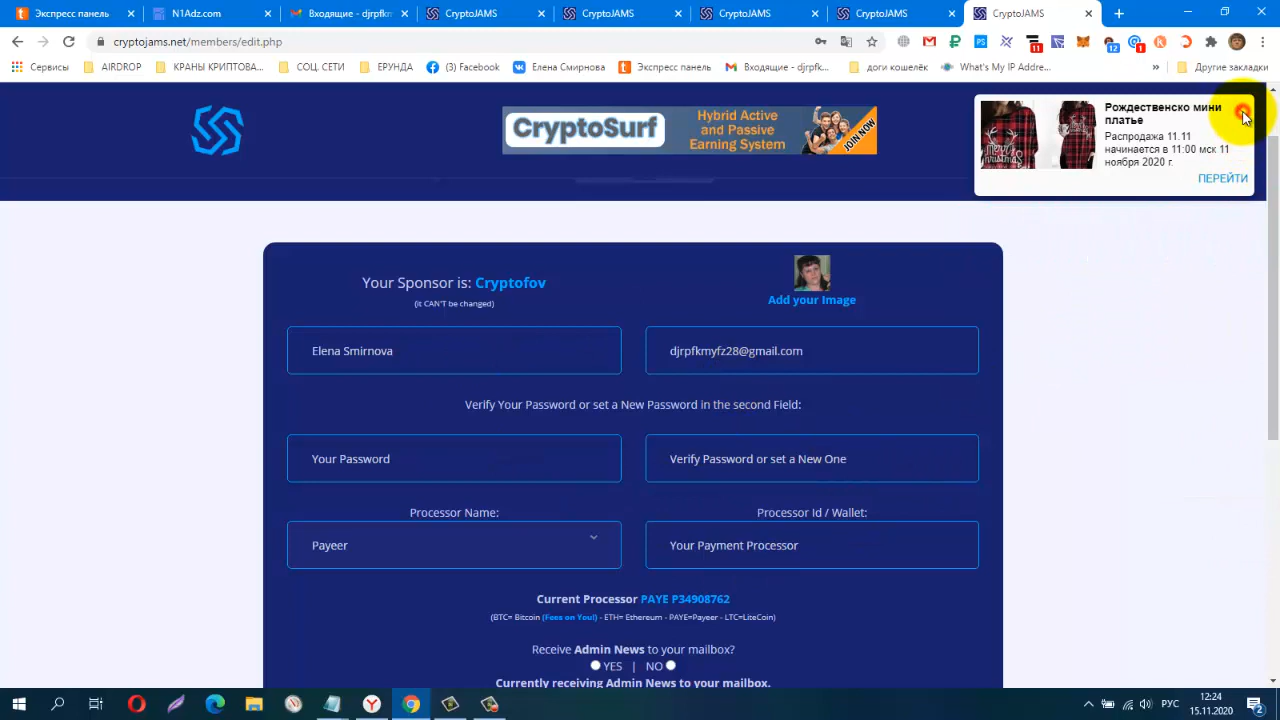 Экспресс панель
N1Adz.com
Входящие - djrpfkm
CryptoJAMS
CryptoJAMS
CryptoJAMS
CryptoJAMS
CryptoJAMS
cryptojams.net/members/edit.php
11
12
1
Сервисы
AIRDROP
КРАНЫ КРИПТОВА...
СОЦ. СЕТИ
ЕРУНДА
(3) Facebook
Елена Смирнова
Экспресс панель
Входящие - djrpfk...
доги кошелёк
What's My IP Addre...
»
Другие закладки
CryptoSurf
Hybrid Active
and Passive
Earning System
JOIN NOW
Рождественско мини
платье
Распродажа 11.11
начинается в 11:00 мск 11
ноября 2020 г.
ПЕРЕЙТИ
Your Sponsor is: Cryptofov
(it CAN'T be changed)
Add your Image
Elena Smirnova
djrpfkmyfz28@gmail.com
Verify Your Password or set a New Password in the second Field:
Your Password
Verify Password or set a New One
Processor Name:
Processor Id / Wallet:
Payeer
Your Payment Processor
Current Processor PAYE P34908762
(BTC= Bitcoin (Fees on You!) - ETH= Ethereum - PAYE=Payeer - LTC=LiteCoin)
Receive Admin News to your mailbox?
YES | NO
Currently receiving Admin News to your mailbox.
РУС
12:24
15.11.2020
2